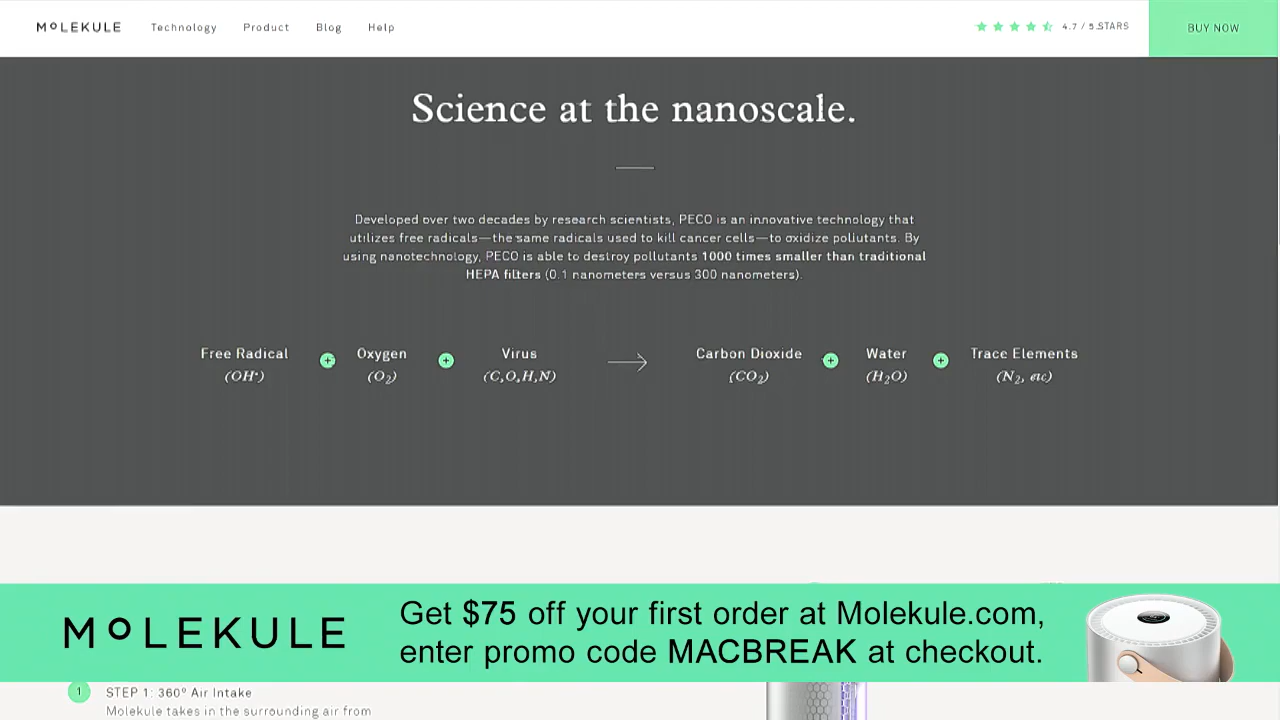 MOLEKULE Technology Product Blog Help 4.7 / 5 STARS BUY NOW
Science at the nanoscale.
Developed over two decades by research scientists, PECO is an innovative technology that
utilizes free radicals—the same radicals used to kill cancer cells—to oxidize pollutants. By
using nanotechnology, PECO is able to destroy pollutants 1000 times smaller than traditional
HEPA filters (0.1 nanometers versus 300 nanometers).
Free Radical + Oxygen + Virus → Carbon Dioxide + Water + Trace Elements
(OH•) (O₂) (C,O,H,N) (CO₂) (H₂O) (N₂, etc)
MOLEKULE
Get $75 off your first order at Molekule.com,
enter promo code MACBREAK at checkout.
1 STEP 1: 360° Air Intake
Molekule takes in the surrounding air from